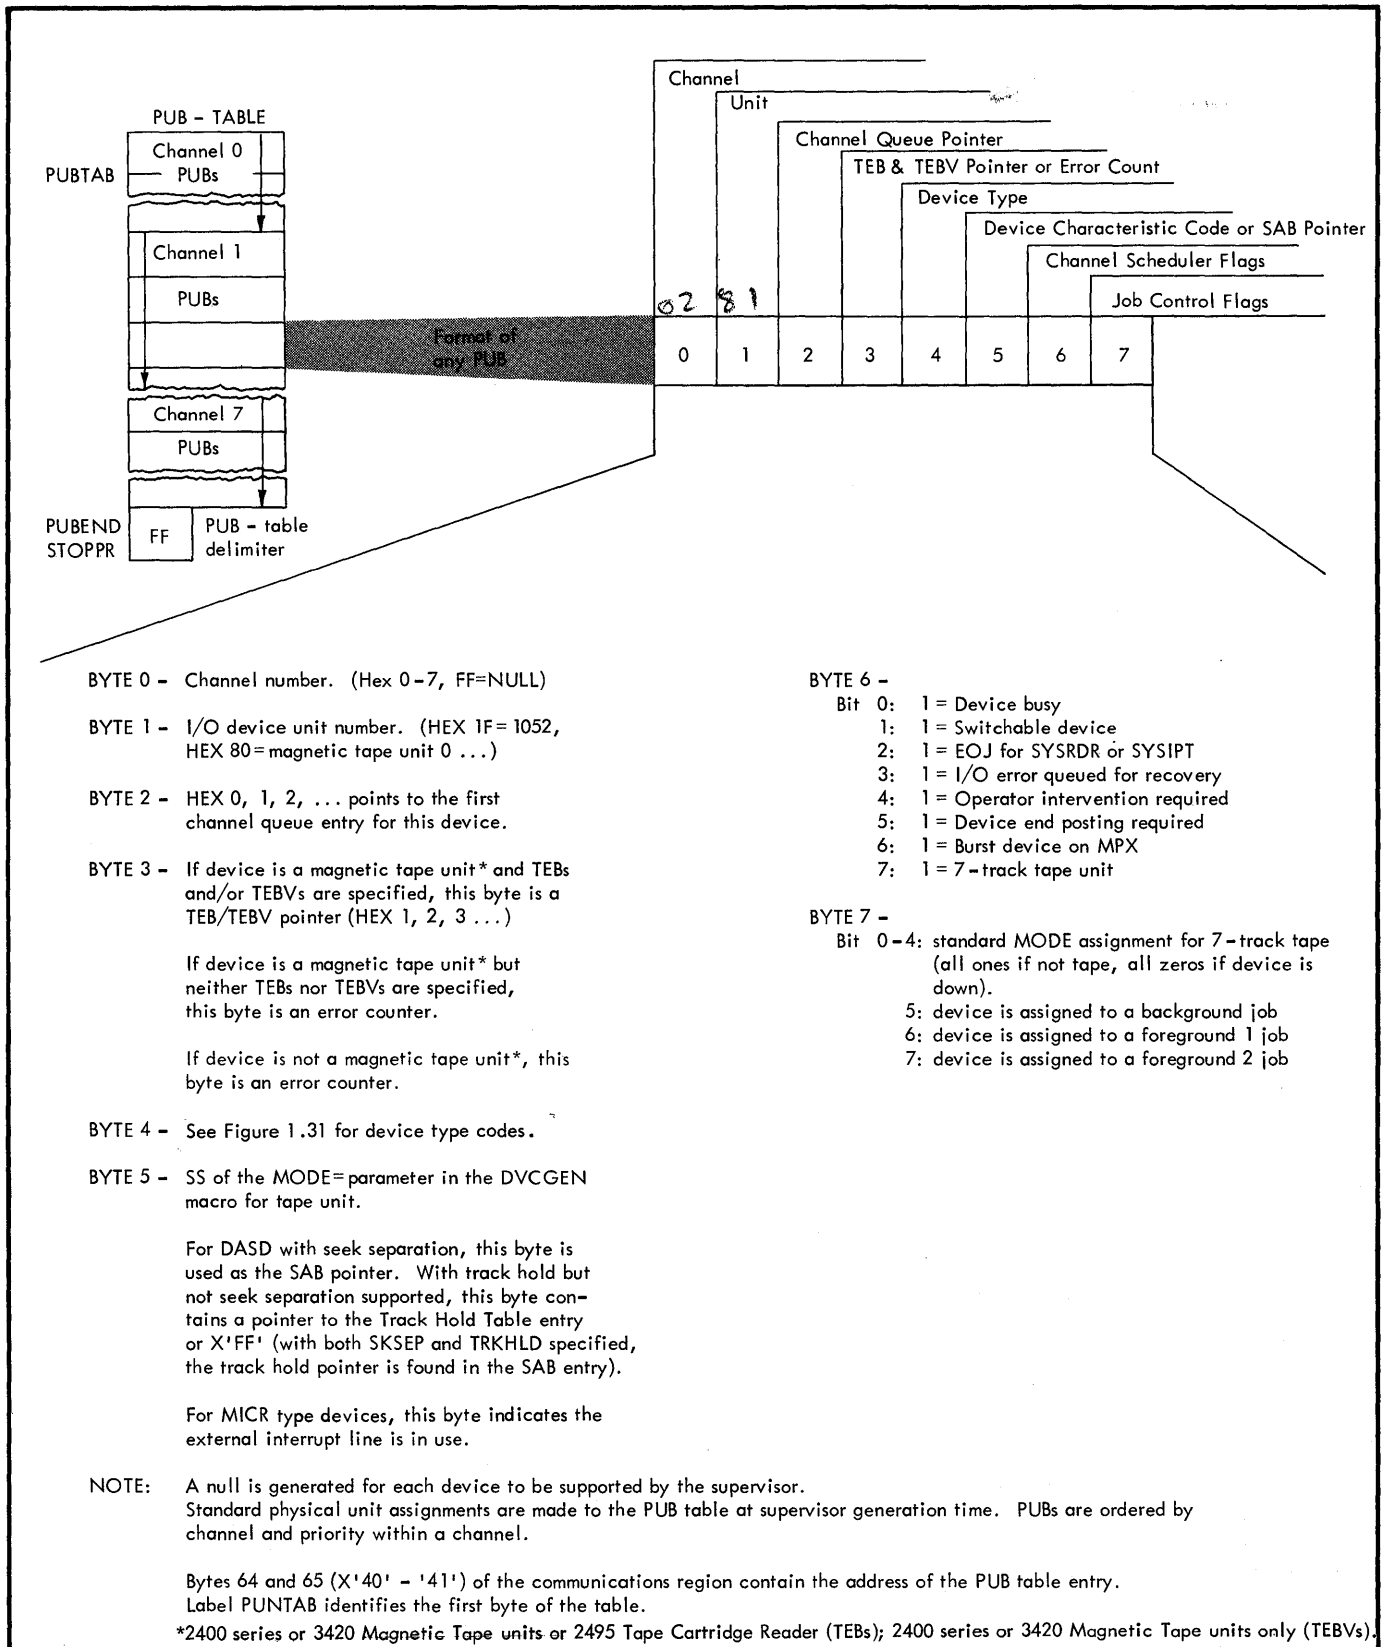 PUB - TABLE
Channel 0
PUBTAB
PUBs
Channel 1
PUBs
Channel 7
PUBs
PUBEND
STOPPR
FF
PUB - table
delimiter
Format of
any PUB
Channel
Unit
Channel Queue Pointer
TEB & TEBV Pointer or Error Count
Device Type
Device Characteristic Code or SAB Pointer
Channel Scheduler Flags
Job Control Flags
02 81
0 1 2 3 4 5 6 7
BYTE 0 - Channel number. (Hex 0-7, FF=NULL)
BYTE 1 - I/O device unit number. (HEX 1F= 1052,
HEX 80=magnetic tape unit 0 ...)
BYTE 2 - HEX 0, 1, 2, ... points to the first
channel queue entry for this device.
BYTE 3 - If device is a magnetic tape unit* and TEBs
and/or TEBVs are specified, this byte is a
TEB/TEBV pointer (HEX 1, 2, 3 ...)
If device is a magnetic tape unit* but
neither TEBs nor TEBVs are specified,
this byte is an error counter.
If device is not a magnetic tape unit*, this
byte is an error counter.
BYTE 4 - See Figure 1.31 for device type codes.
BYTE 5 - SS of the MODE=parameter in the DVCGEN
macro for tape unit.
For DASD with seek separation, this byte is
used as the SAB pointer. With track hold but
not seek separation supported, this byte con-
tains a pointer to the Track Hold Table entry
or X'FF' (with both SKSEP and TRKHLD specified,
the track hold pointer is found in the SAB entry).
For MICR type devices, this byte indicates the
external interrupt line is in use.
BYTE 6 -
Bit 0: 1 = Device busy
1: 1 = Switchable device
2: 1 = EOJ for SYSRDR or SYSIPT
3: 1 = I/O error queued for recovery
4: 1 = Operator intervention required
5: 1 = Device end posting required
6: 1 = Burst device on MPX
7: 1 = 7-track tape unit
BYTE 7 -
Bit 0-4: standard MODE assignment for 7-track tape
(all ones if not tape, all zeros if device is
down).
5: device is assigned to a background job
6: device is assigned to a foreground 1 job
7: device is assigned to a foreground 2 job
NOTE: A null is generated for each device to be supported by the supervisor.
Standard physical unit assignments are made to the PUB table at supervisor generation time. PUBs are ordered by
channel and priority within a channel.
Bytes 64 and 65 (X'40' - '41') of the communications region contain the address of the PUB table entry.
Label PUNTAB identifies the first byte of the table.
*2400 series or 3420 Magnetic Tape units or 2495 Tape Cartridge Reader (TEBs); 2400 series or 3420 Magnetic Tape units only (TEBVs).